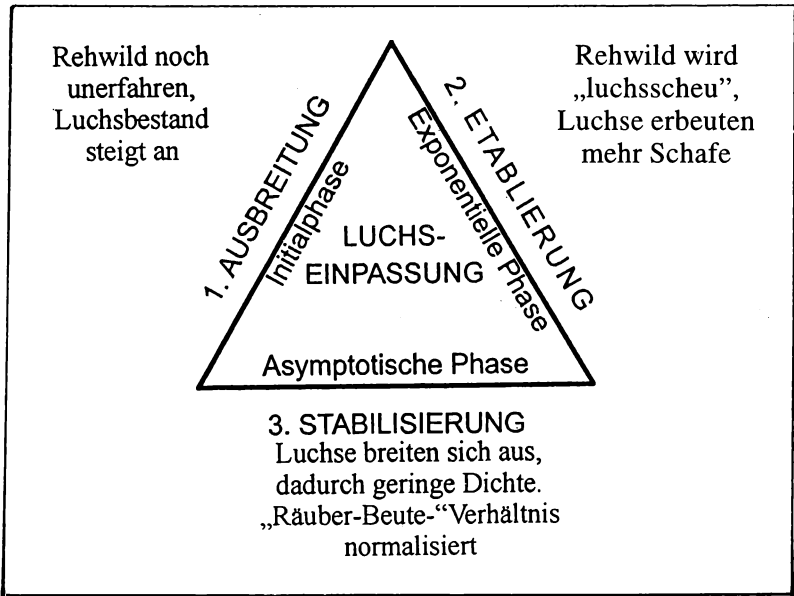 Rehwild noch
unerfahren,
Luchsbestand
steigt an
1. AUSBREITUNG
Initialphase
Rehwild wird
„luchsscheu”,
Luchse erbeuten
mehr Schafe
2. ETABLIERUNG
Exponentielle Phase
LUCHS-
EINPASSUNG
Asymptotische Phase
3. STABILISIERUNG
Luchse breiten sich aus,
dadurch geringe Dichte.
„Räuber-Beute-“Verhältnis
normalisiert